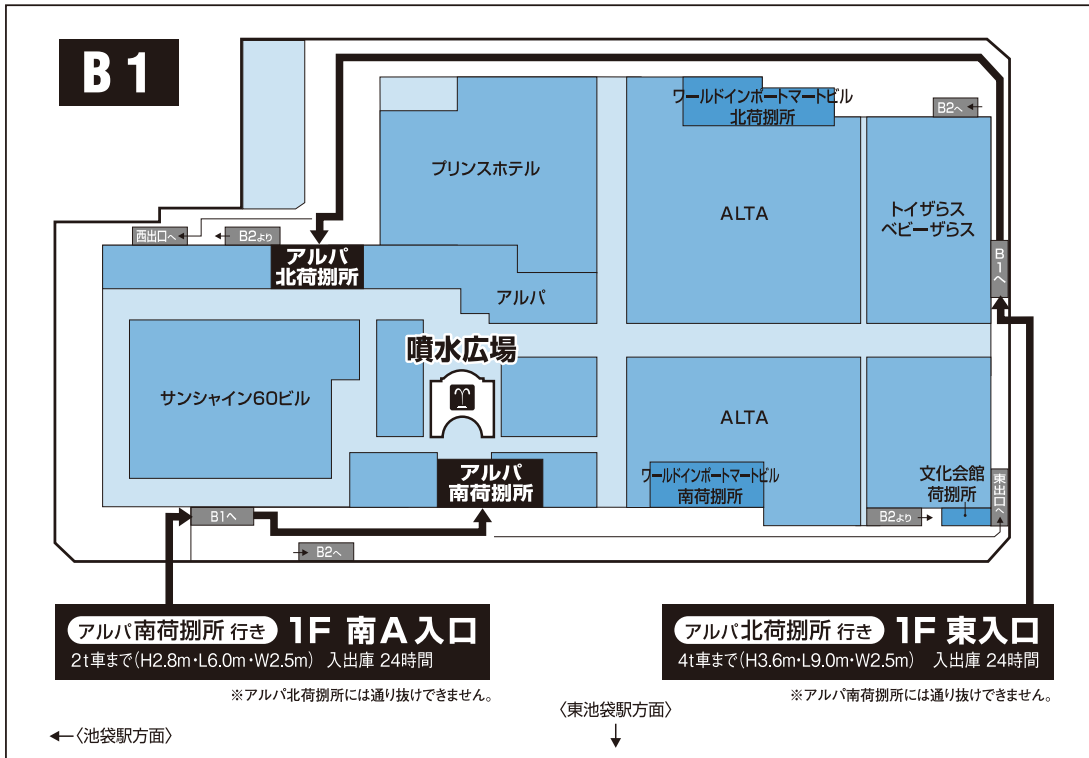 B1
ワールドインポートマートビル
北荷捌所
B2へ
プリンスホテル
ALTA
トイザらス
ベビーザらス
西出口へ
B2より
アルパ
北荷捌所
B1へ
アルパ
噴水広場
サンシャイン60ビル
ALTA
アルパ
南荷捌所
ワールドインポートマートビル
南荷捌所
文化会館
荷捌所
東出口へ
B1へ
B2より
B2へ
アルパ南荷捌所 行き 1F 南A入口
2t車まで(H2.8m・L6.0m・W2.5m) 入出庫 24時間
※アルパ北荷捌所には通り抜けできません。
アルパ北荷捌所 行き 1F 東入口
4t車まで(H3.6m・L9.0m・W2.5m) 入出庫 24時間
※アルパ南荷捌所には通り抜けできません。
〈池袋駅方面〉
〈東池袋駅方面〉